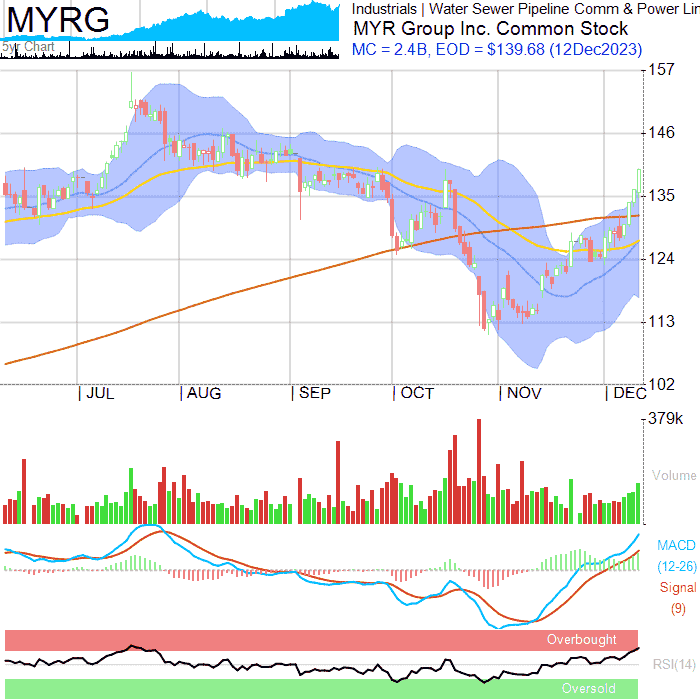 MYRG
5yr Chart
Industrials | Water Sewer Pipeline Comm & Power Lin
MYR Group Inc. Common Stock
MC = 2.4B, EOD = $139.68 (12Dec2023)
157
146
135
124
113
102
| JUL | AUG | SEP | OCT | NOV | DEC
379k
Volume
MACD
(12-26)
Signal
(9)
Overbought
RSI(14)
Oversold